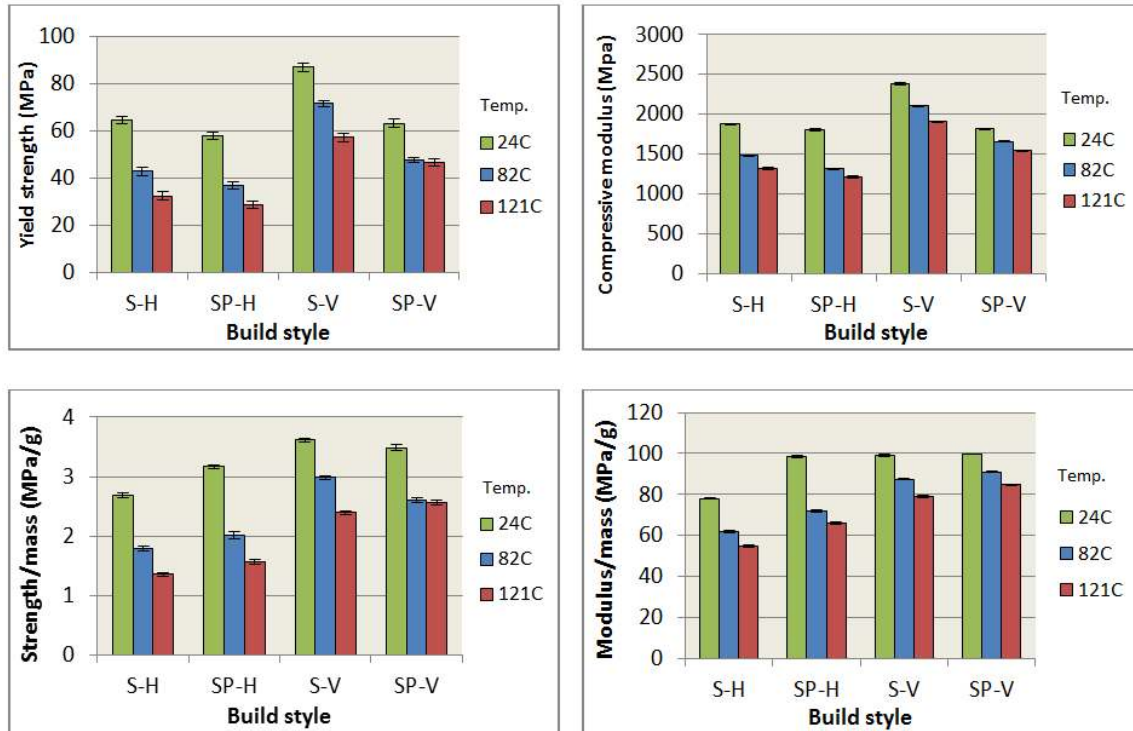 Yield strength (MPa)
100
80
60
40
20
0
S-H SP-H S-V SP-V
Build style
Temp.
24C
82C
121C
Compressive modulus (Mpa)
3000
2500
2000
1500
1000
500
0
S-H SP-H S-V SP-V
Build style
Temp.
24C
82C
121C
Strength/mass (MPa/g)
4
3
2
1
0
S-H SP-H S-V SP-V
Build style
Temp.
24C
82C
121C
Modulus/mass (MPa/g)
120
100
80
60
40
20
0
S-H SP-H S-V SP-V
Build style
Temp.
24C
82C
121C